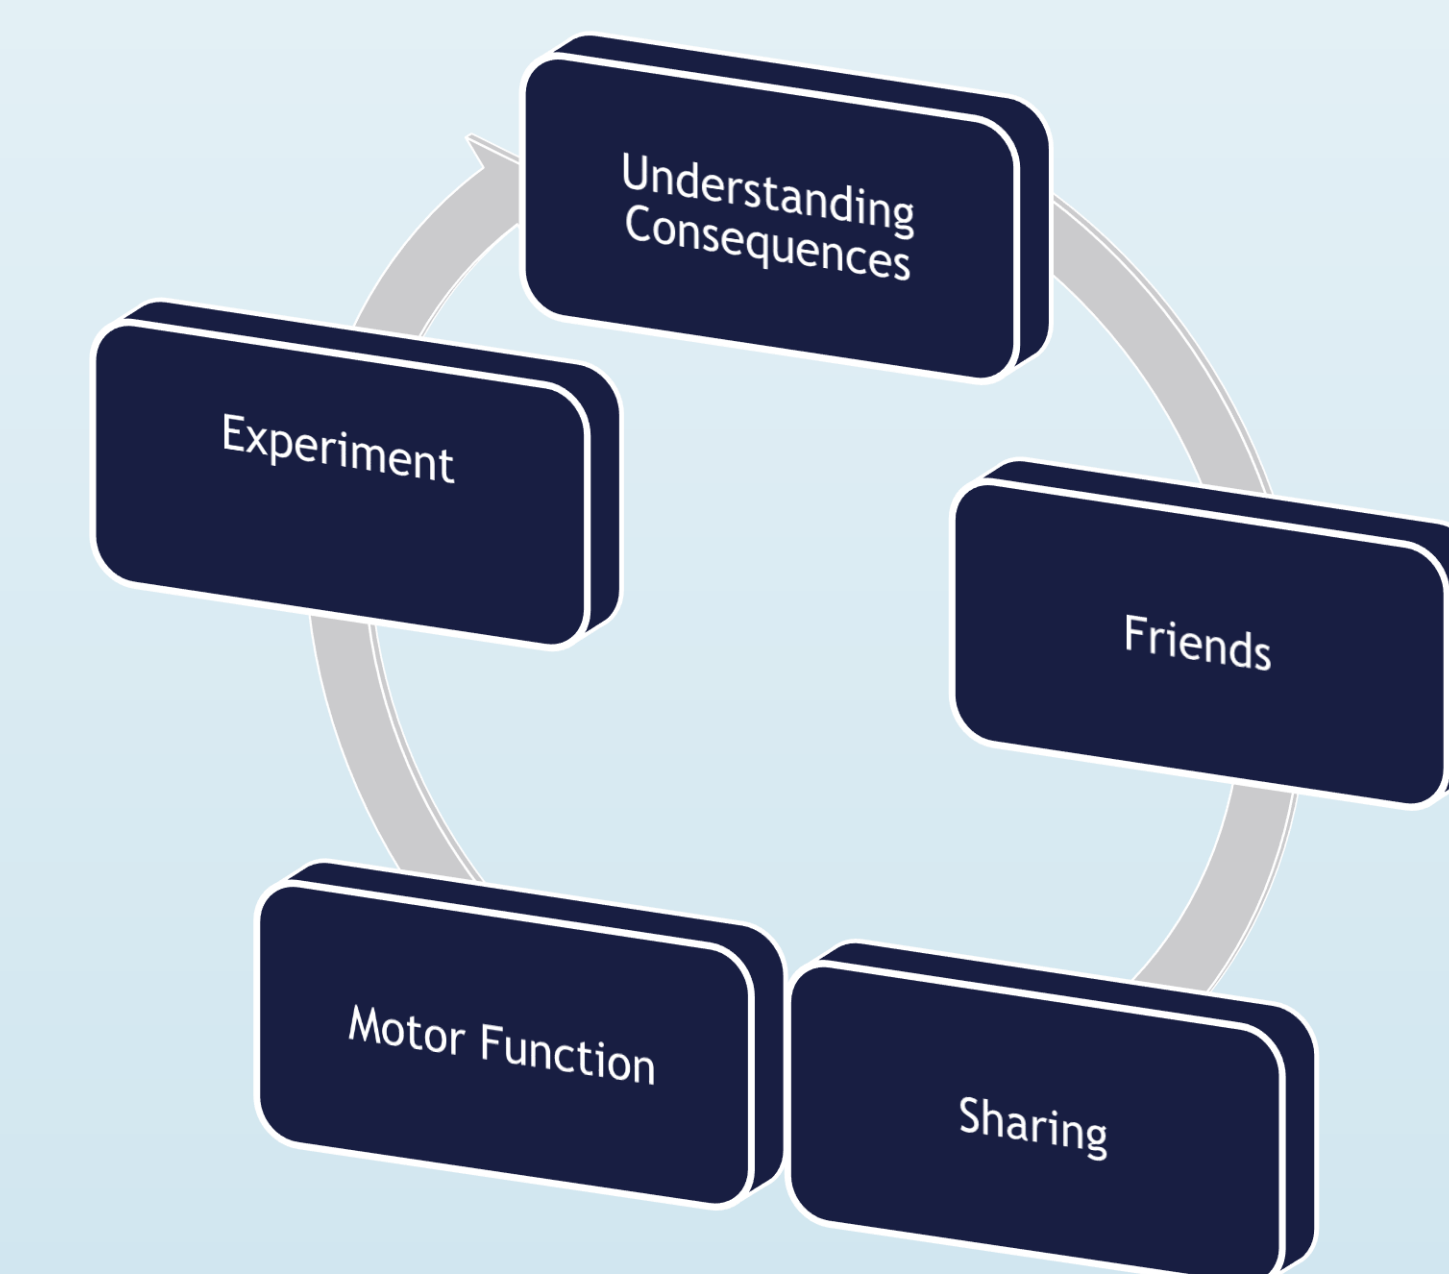 Understanding
Consequences
Friends
Sharing
Motor Function
Experiment